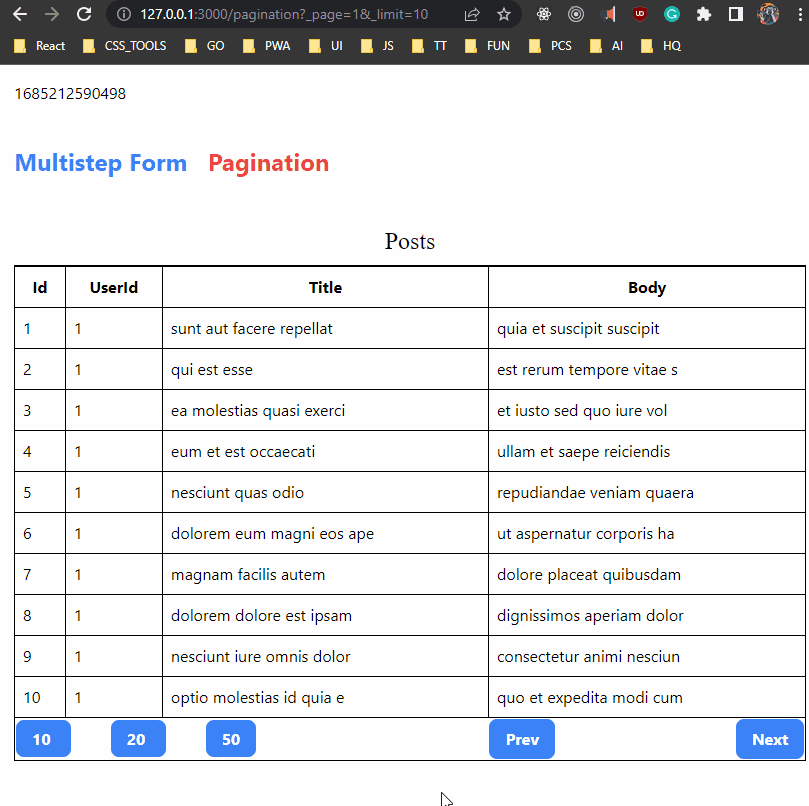 127.0.0.1:3000/pagination?_page=1&_limit=10
React CSS_TOOLS GO PWA UI JS TT FUN PCS AI HQ
1685212590498
Multistep Form Pagination
Posts
Id UserId Title Body
1 1 sunt aut facere repellat quia et suscipit suscipit
2 1 qui est esse est rerum tempore vitae s
3 1 ea molestias quasi exerci et iusto sed quo iure vol
4 1 eum et est occaecati ullam et saepe reiciendis
5 1 nesciunt quas odio repudiandae veniam quaera
6 1 dolorem eum magni eos ape ut aspernatur corporis ha
7 1 magnam facilis autem dolore placeat quibusdam
8 1 dolorem dolore est ipsam dignissimos aperiam dolor
9 1 nesciunt iure omnis dolor consectetur animi nesciun
10 1 optio molestias id quia e quo et expedita modi cum
10 20 50 Prev Next